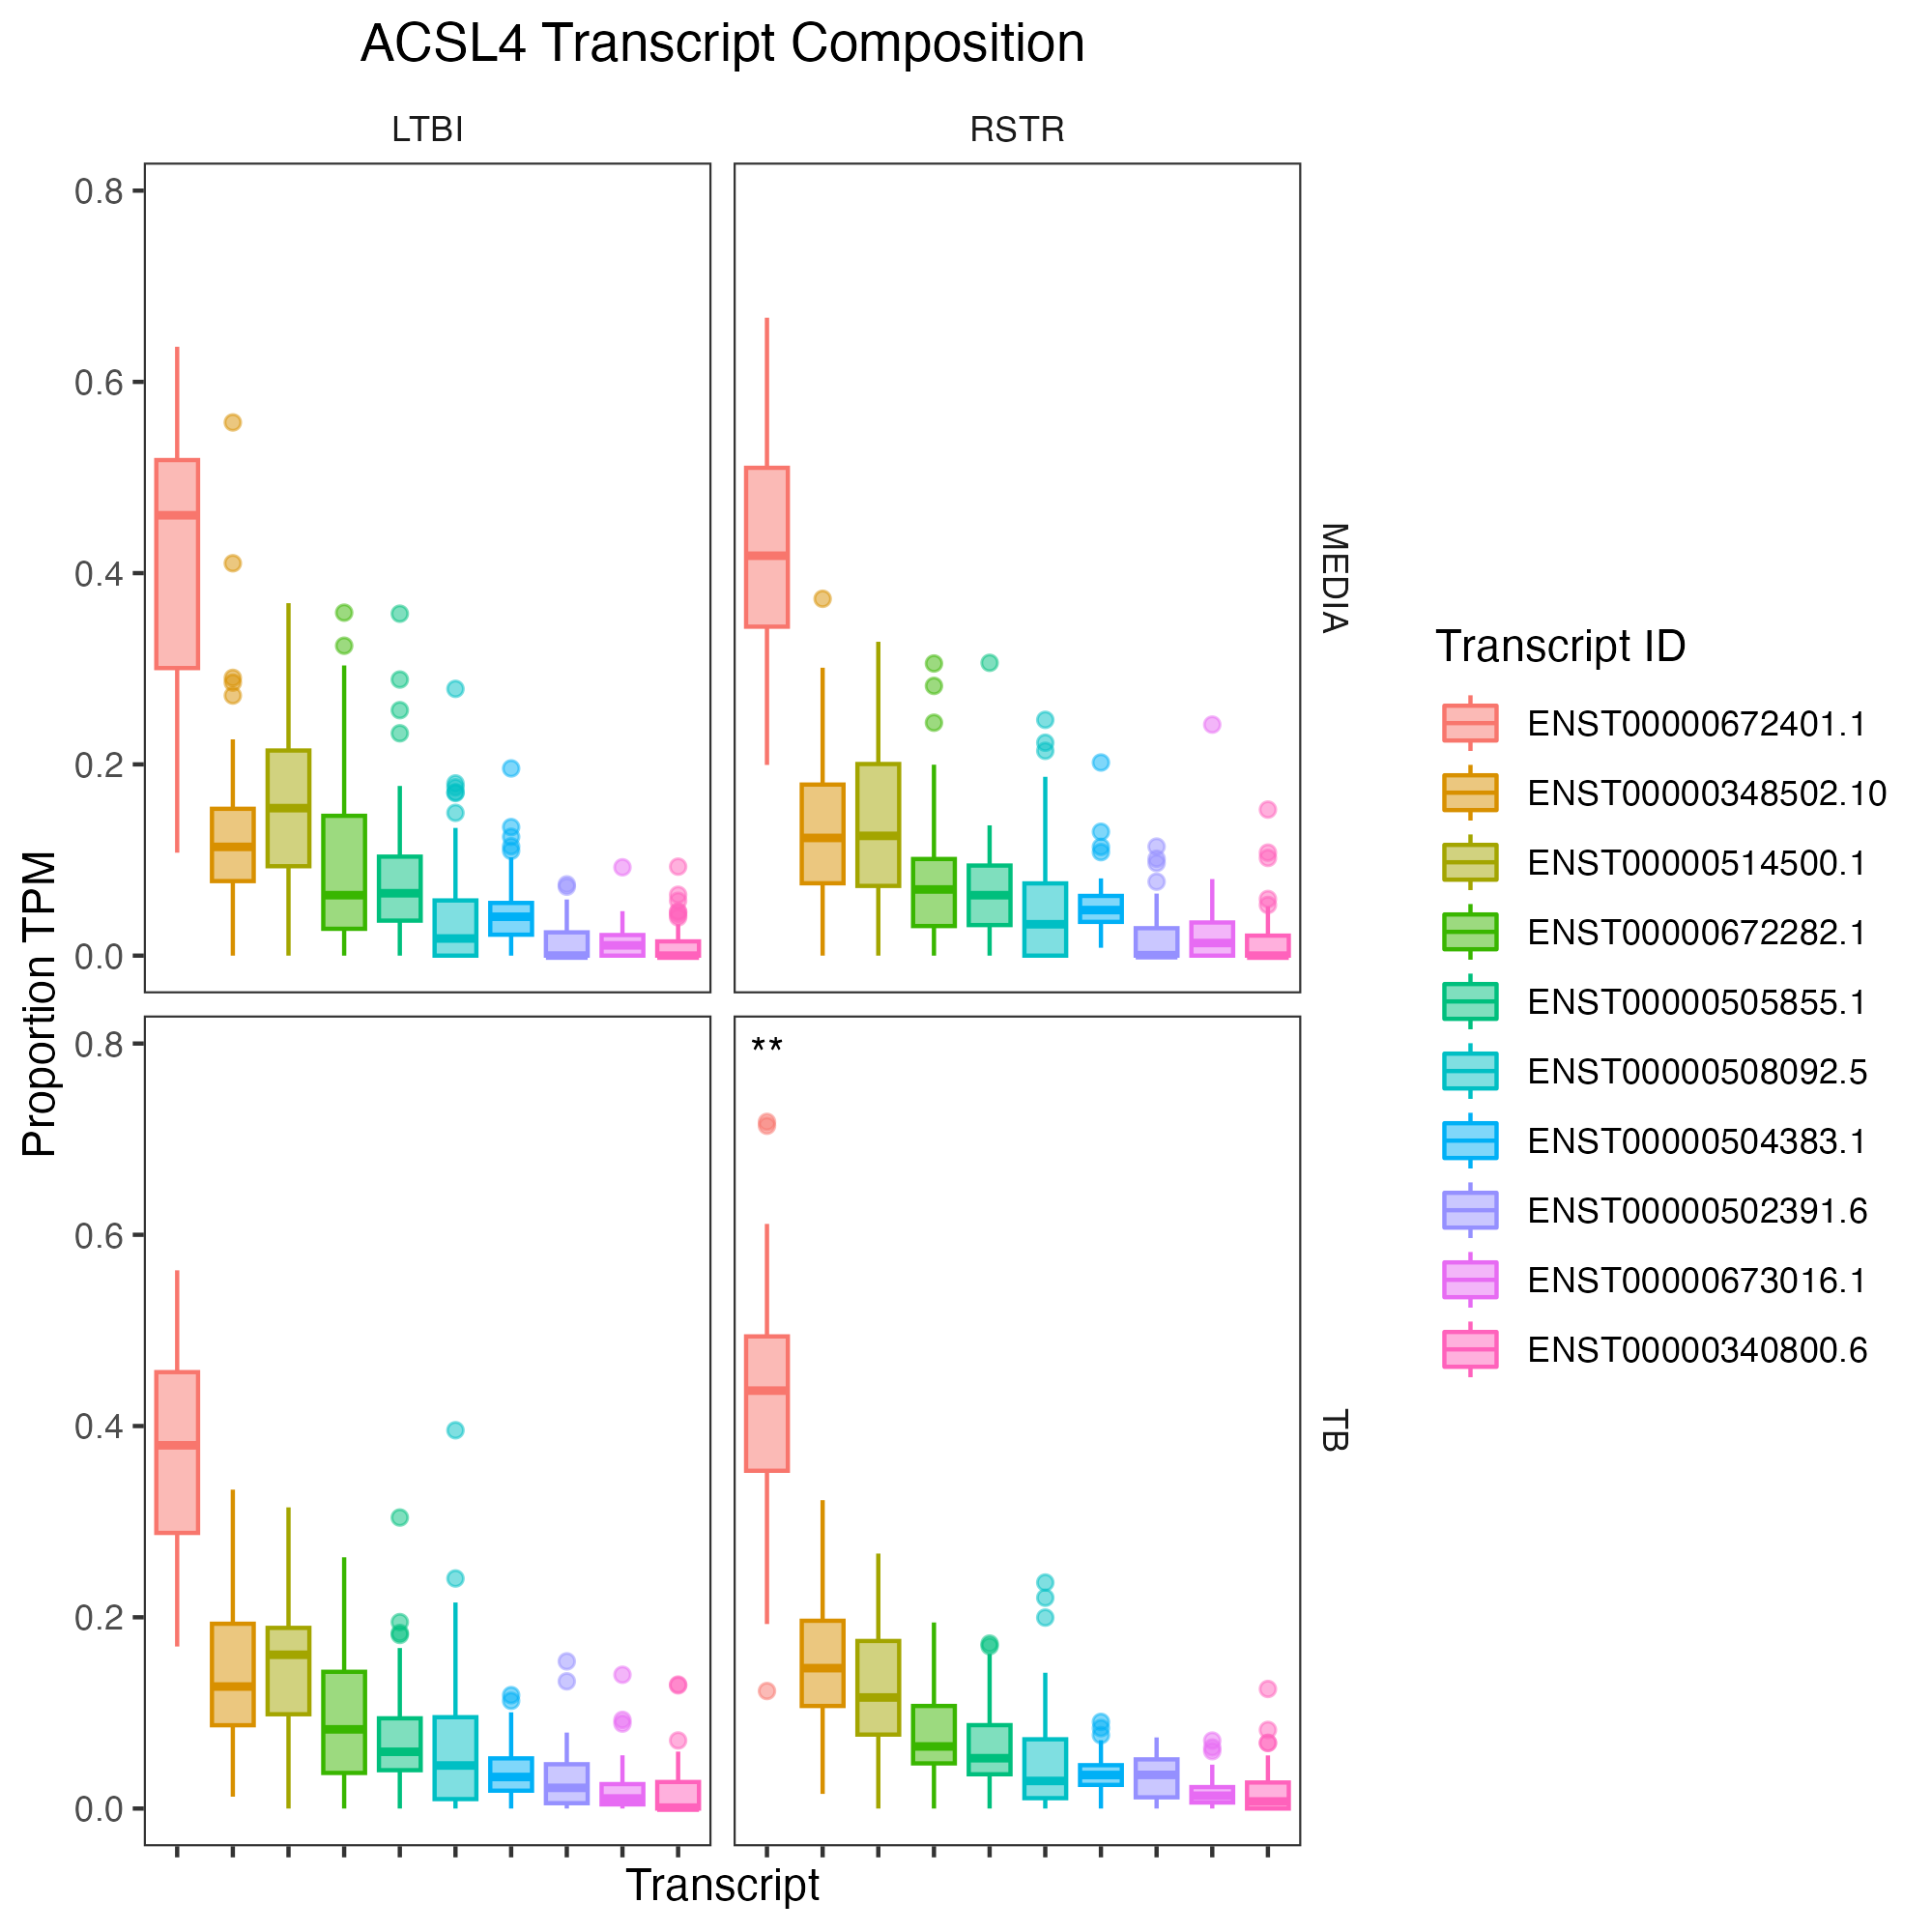 ACSL4 Transcript Composition
LTBI
RSTR
0.8
0.6
0.4
0.2
0.0
MEDIA
0.8
0.6
0.4
0.2
0.0
**
TB
Proportion TPM
Transcript
Transcript ID
ENST00000672401.1
ENST00000348502.10
ENST00000514500.1
ENST00000672282.1
ENST00000505855.1
ENST00000508092.5
ENST00000504383.1
ENST00000502391.6
ENST00000673016.1
ENST00000340800.6